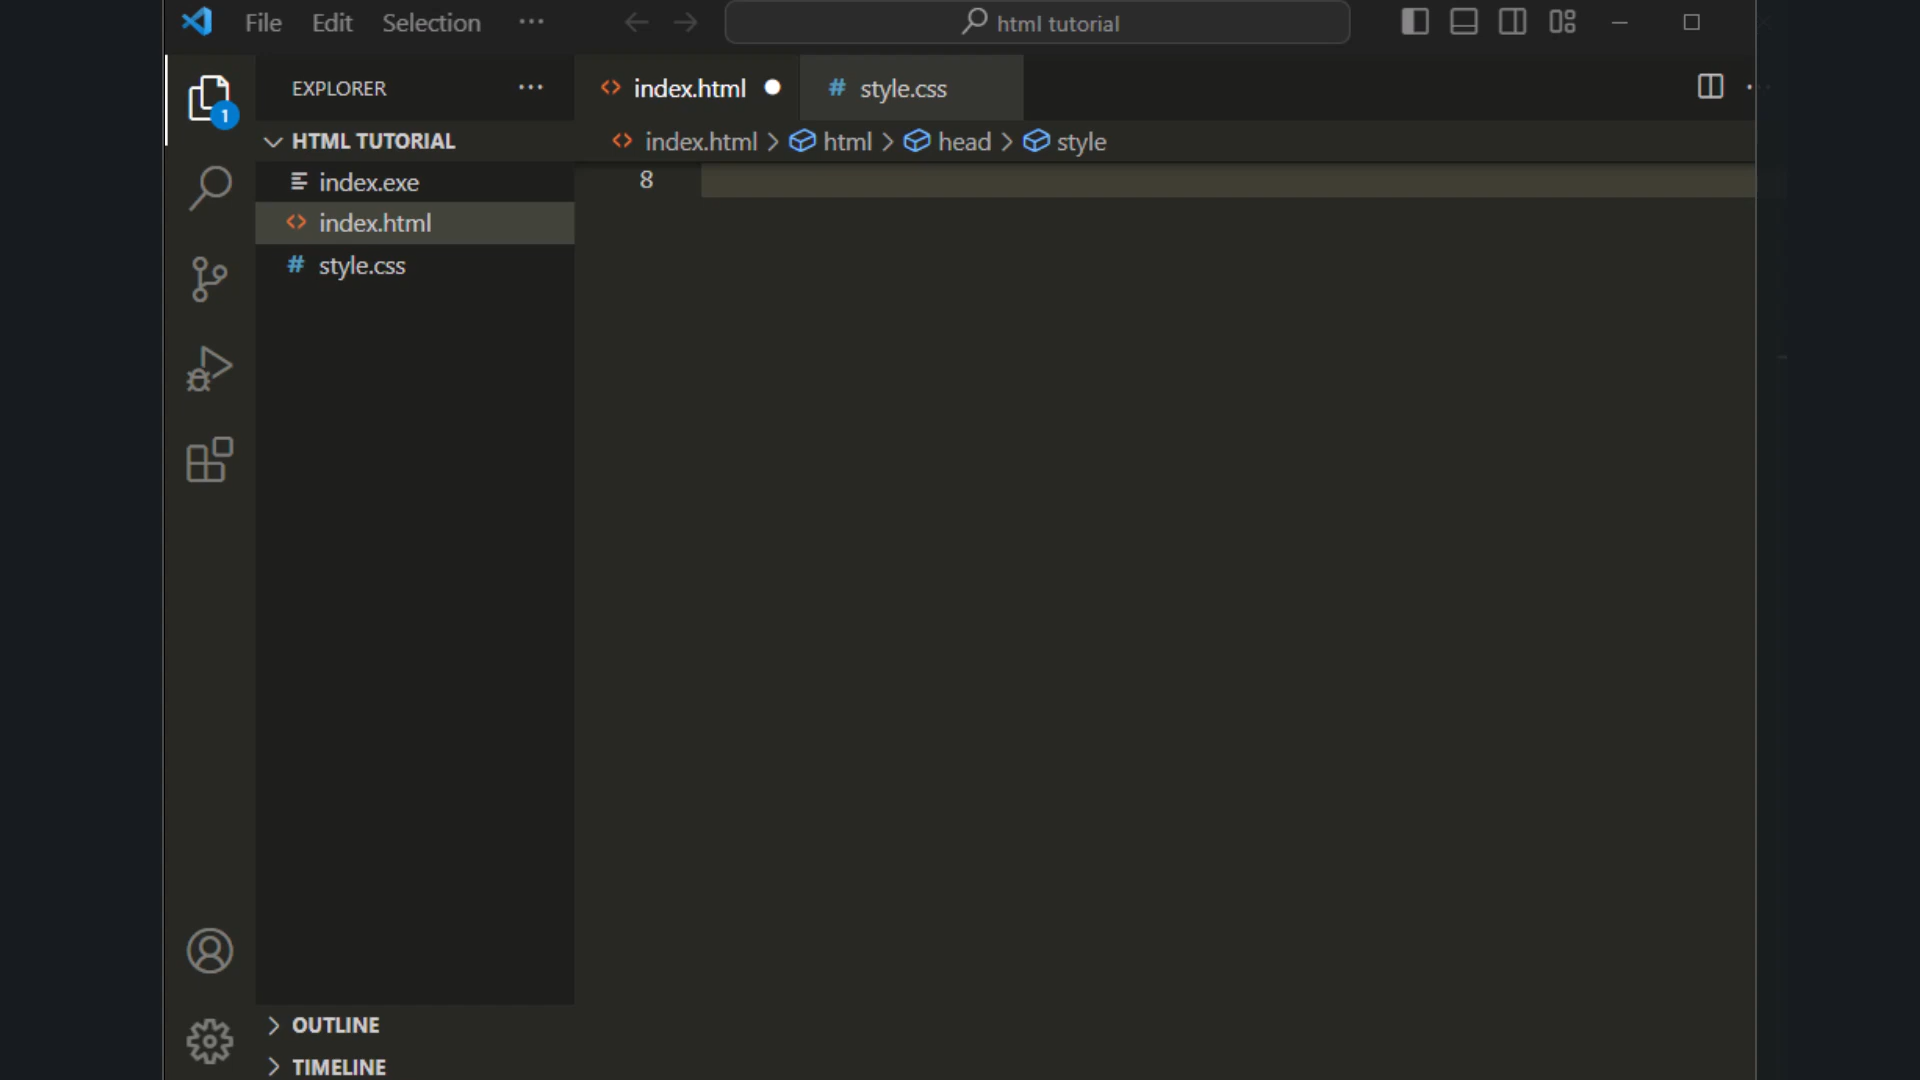 File Edit Selection ··· html tutorial
EXPLORER ···
index.html
# style.css
HTML TUTORIAL
index.html > html > head > style
index.exe
8
index.html
# style.css
1
OUTLINE
TIMELINE